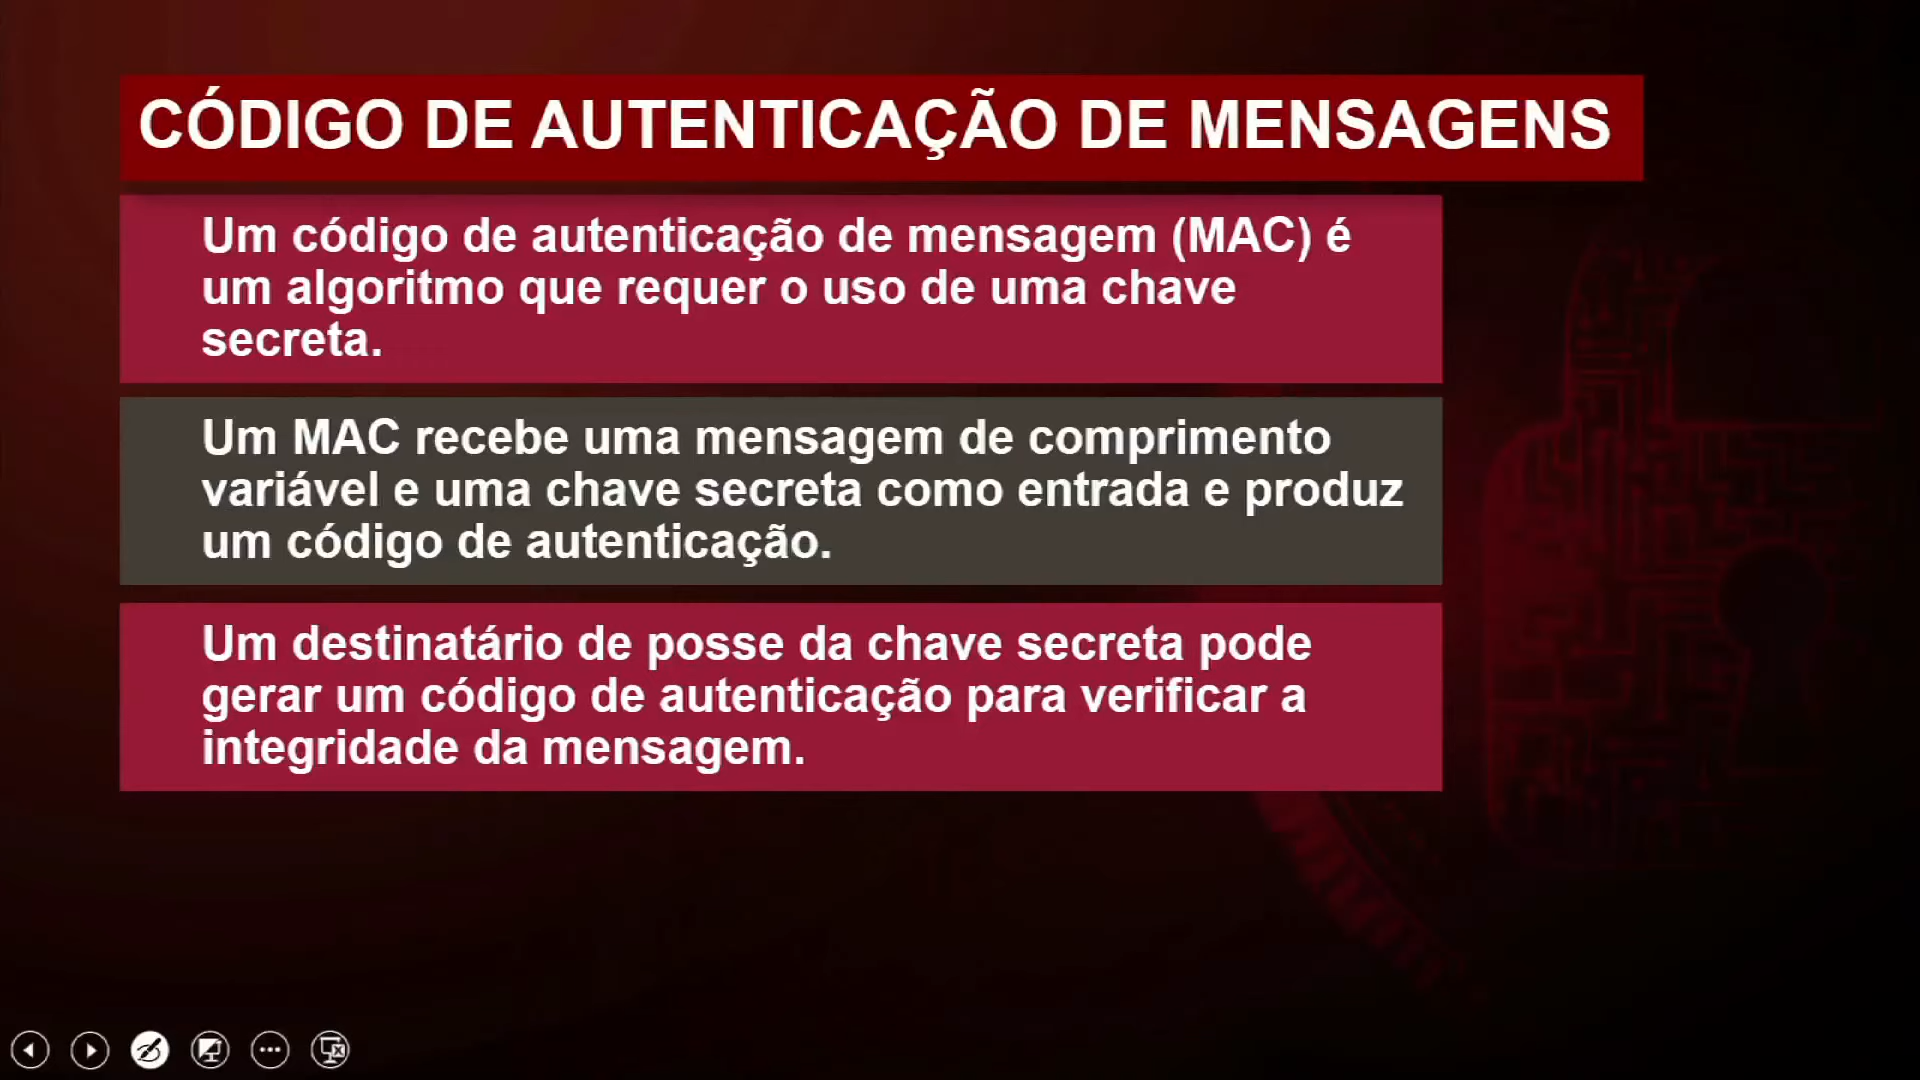 CÓDIGO DE AUTENTICAÇÃO DE MENSAGENS
Um código de autenticação de mensagem (MAC) é
um algoritmo que requer o uso de uma chave
secreta.
Um MAC recebe uma mensagem de comprimento
variável e uma chave secreta como entrada e produz
um código de autenticação.
Um destinatário de posse da chave secreta pode
gerar um código de autenticação para verificar a
integridade da mensagem.